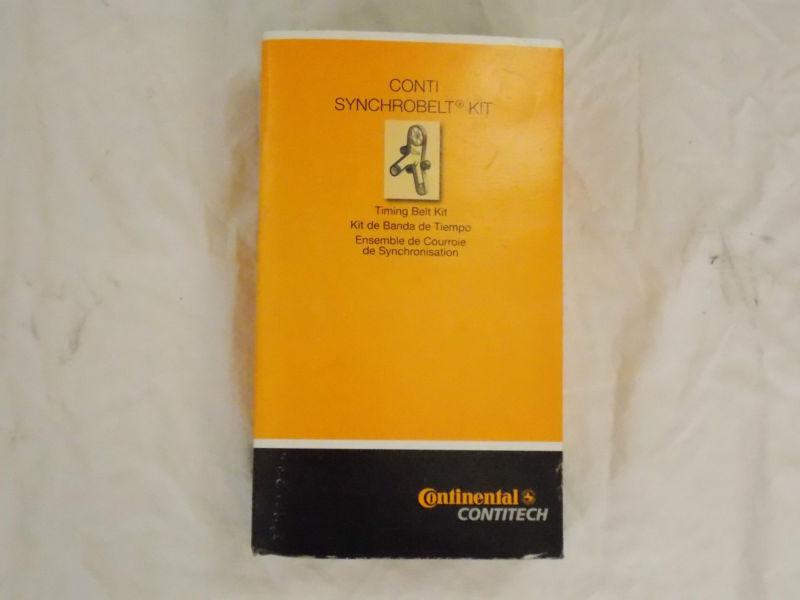 CONTI
SYNCHROBELT® KIT
Timing Belt Kit
Kit de Banda de Tiempo
Ensemble de Courroie
de Synchronisation
Continental
CONTITECH